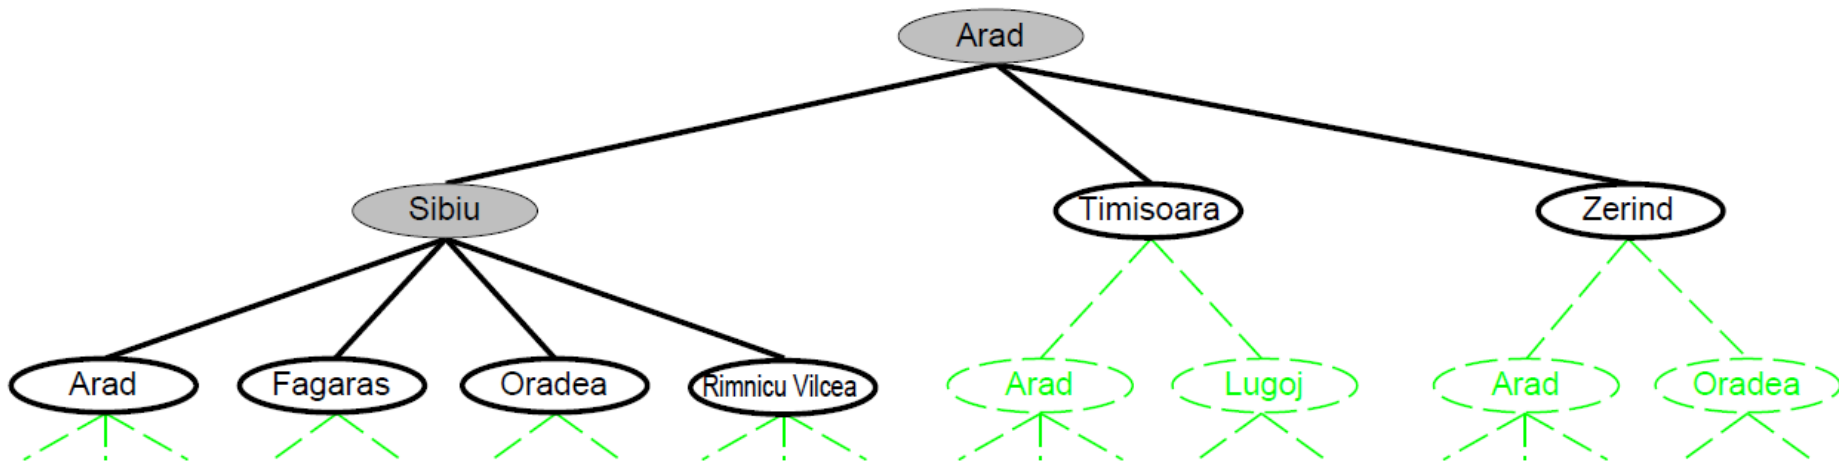 Arad
Sibiu
Timisoara
Zerind
Arad
Fagaras
Oradea
Rimnicu Vilcea
Arad
Lugoj
Arad
Oradea